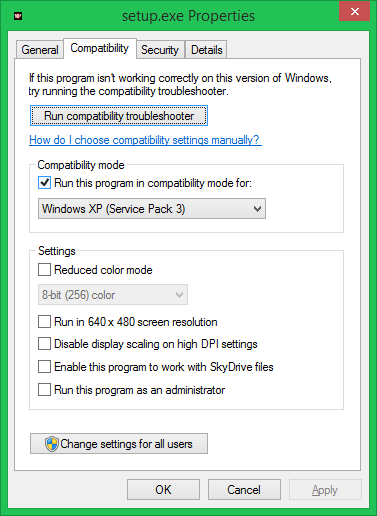 setup.exe Properties
General Compatibility Security Details
If this program isn't working correctly on this version of Windows,
try running the compatibility troubleshooter.
Run compatibility troubleshooter
How do I choose compatibility settings manually?
Compatibility mode
Run this program in compatibility mode for:
Windows XP (Service Pack 3)
Settings
Reduced color mode
8-bit (256) color
Run in 640 x 480 screen resolution
Disable display scaling on high DPI settings
Enable this program to work with SkyDrive files
Run this program as an administrator
Change settings for all users
OK Cancel Apply